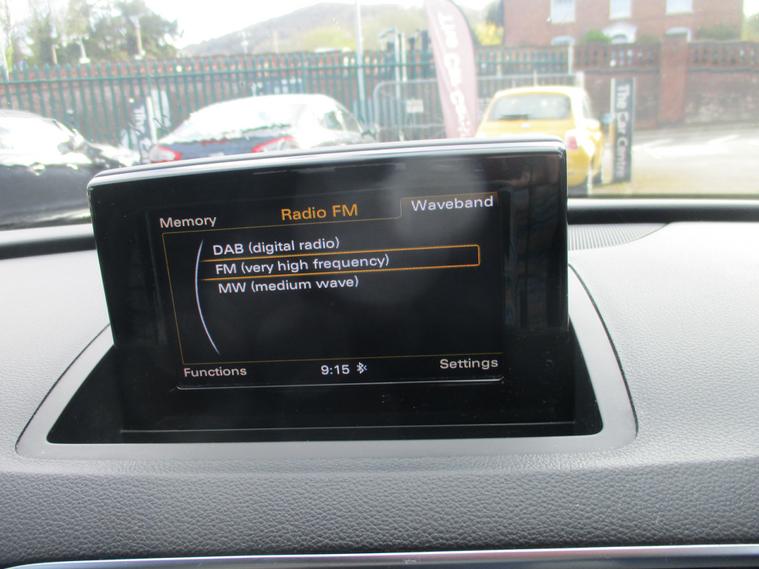 Memory
Radio FM
Waveband
DAB (digital radio)
FM (very high frequency)
MW (medium wave)
Functions
9:15
Settings
The Car Centre